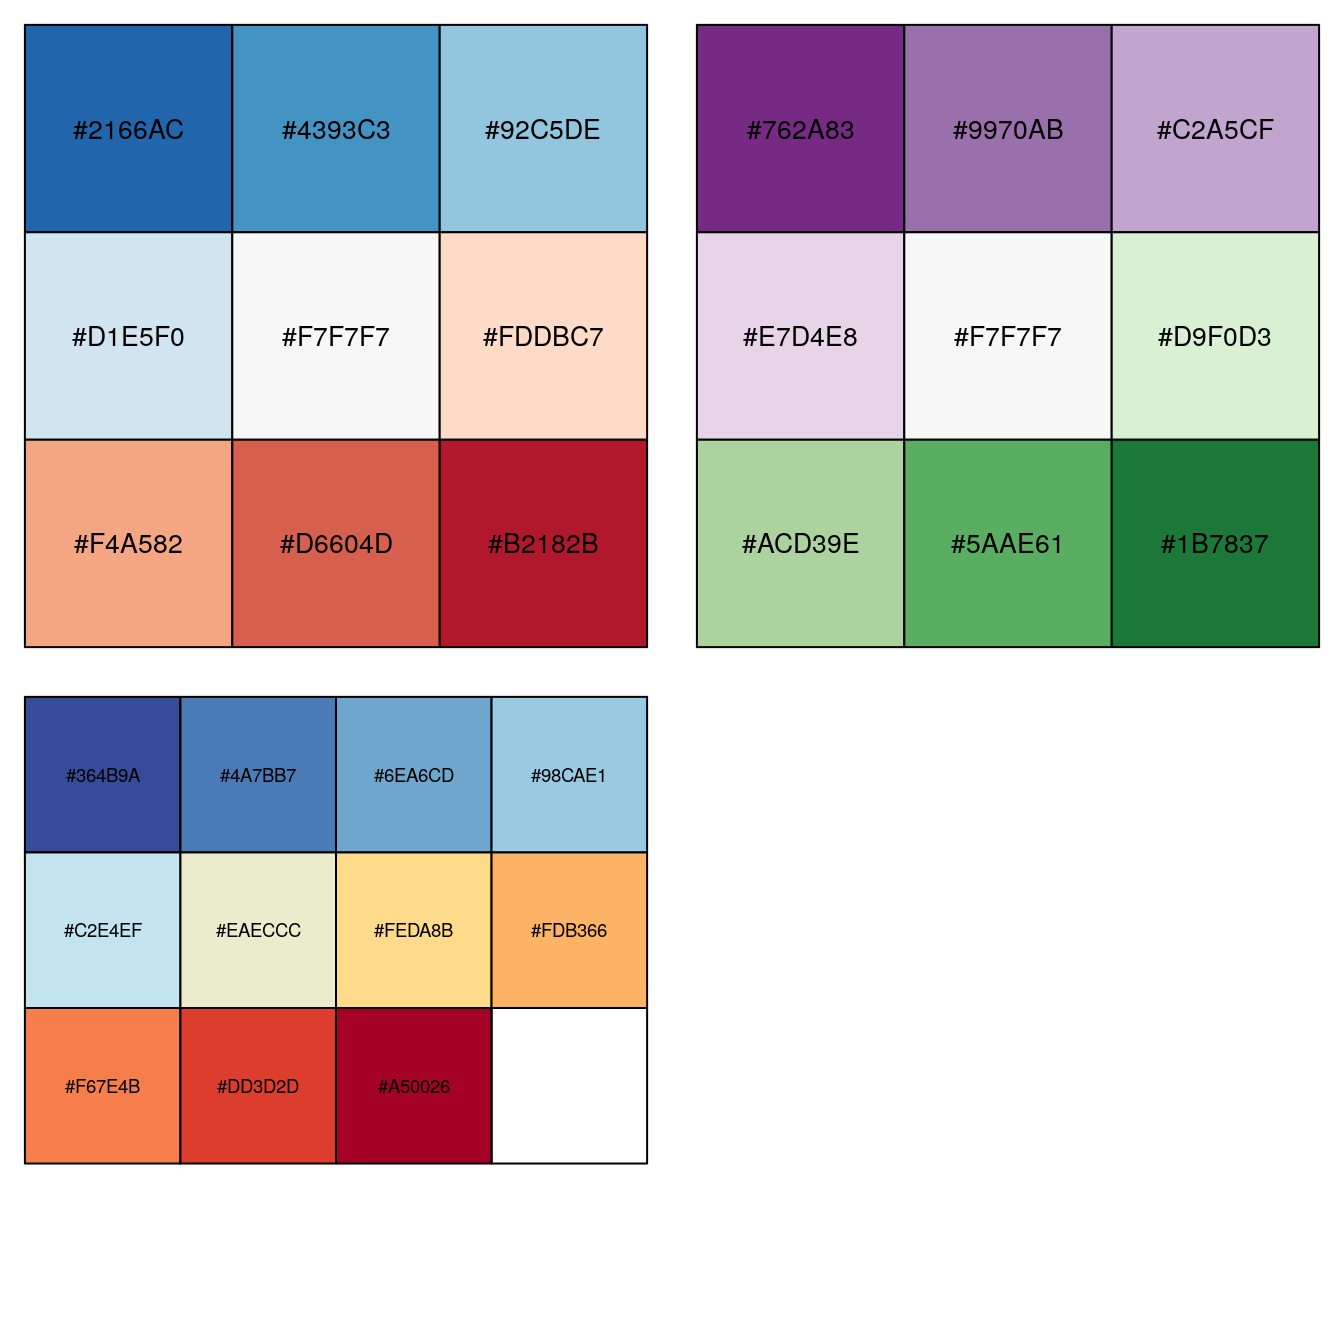 #2166AC #4393C3 #92C5DE
#D1E5F0 #F7F7F7 #FDDBC7
#F4A582 #D6604D #B2182B
#762A83 #9970AB #C2A5CF
#E7D4E8 #F7F7F7 #D9F0D3
#ACD39E #5AAE61 #1B7837
#364B9A #4A7BB7 #6EA6CD #98CAE1
#C2E4EF #EAECCC #FEDA8B #FDB366
#F67E4B #DD3D2D #A50026